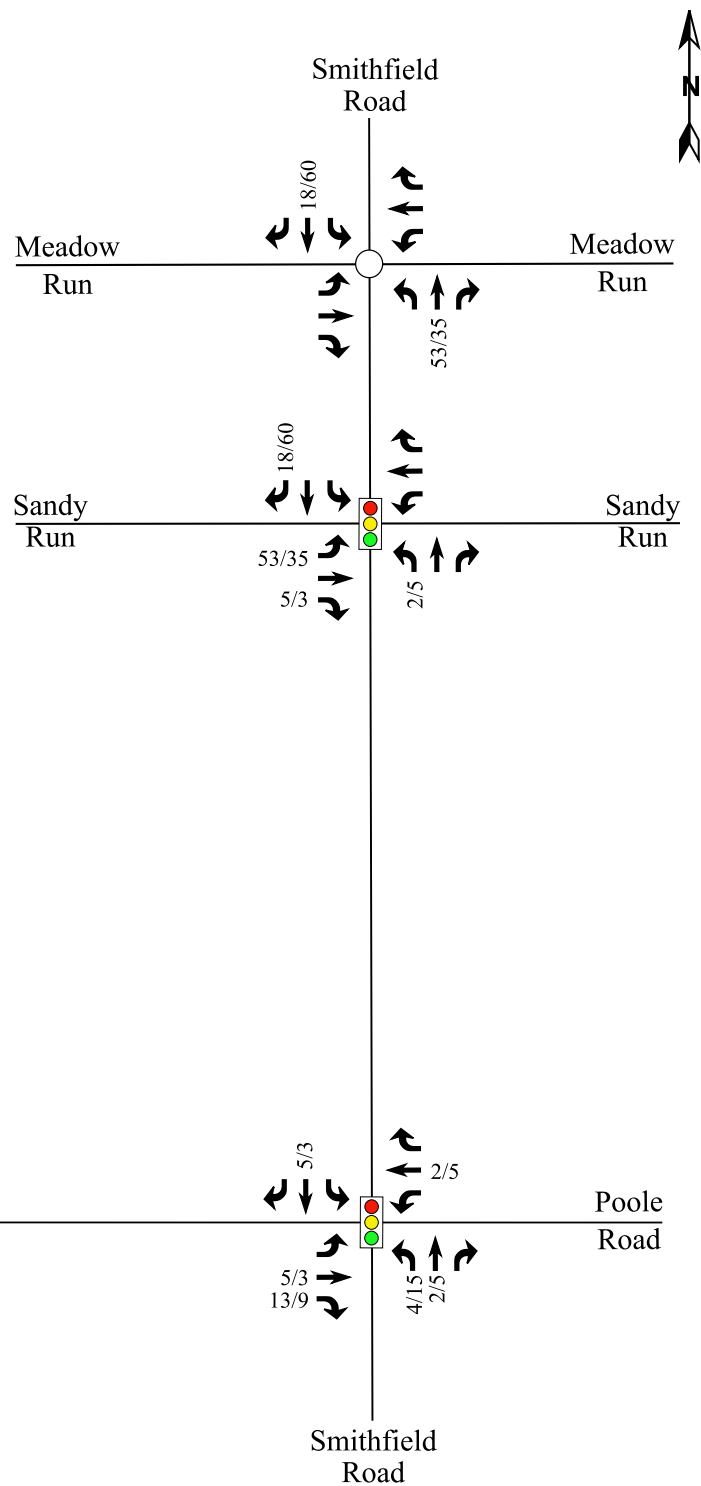 Smithfield
Road
N
18/60
Meadow
Run
Meadow
Run
53/35
18/60
Sandy
Run
Sandy
Run
53/35
5/3
2/5
5/3
2/5
Poole
Road
5/3
13/9
4/15
2/5
Smithfield
Road